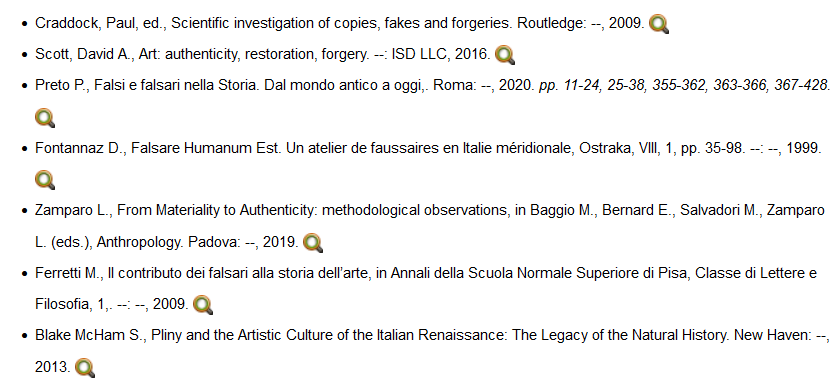 Craddock, Paul, ed., Scientific investigation of copies, fakes and forgeries. Routledge: --, 2009.
Scott, David A., Art: authenticity, restoration, forgery. --: ISD LLC, 2016.
Preto P., Falsi e falsari nella Storia. Dal mondo antico a oggi,. Roma: --, 2020. pp. 11-24, 25-38, 355-362, 363-366, 367-428.
Fontannaz D., Falsare Humanum Est. Un atelier de faussaires en Italie méridionale, Ostraka, VIII, 1, pp. 35-98. --: --, 1999.
Zamparo L., From Materiality to Authenticity: methodological observations, in Baggio M., Bernard E., Salvadori M., Zamparo
L. (eds.), Anthropology. Padova: --, 2019.
Ferretti M., Il contributo dei falsari alla storia dell'arte, in Annali della Scuola Normale Superiore di Pisa, Classe di Lettere e
Filosofia, 1,. --: --, 2009.
Blake McHam S., Pliny and the Artistic Culture of the Italian Renaissance: The Legacy of the Natural History. New Haven: --,
2013.